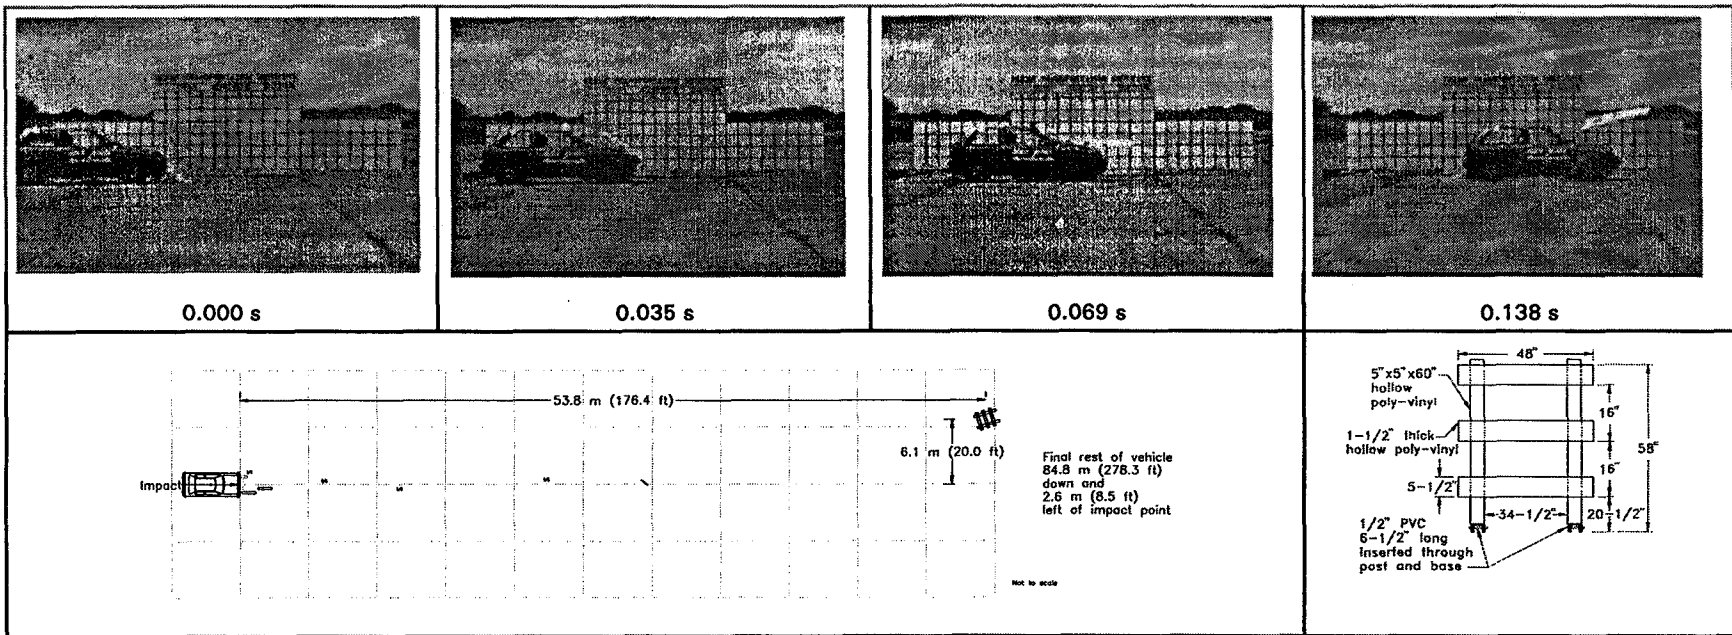 0.000 s
0.035 s
0.069 s
0.138 s
53.8 m (176.4 ft)
6.1 m (20.0 ft)
Impact
Final rest of vehicle
84.8 m (278.3 ft)
down and
2.6 m (8.5 ft)
left of impact point
Not to scale
48"
5"x5"x60"
hollow
poly-vinyl
16"
1-1/2" thick
hollow poly-vinyl
58"
16"
5-1/2"
34-1/2"
20-1/2"
1/2" PVC
6-1/2" long
Inserted through
post and base